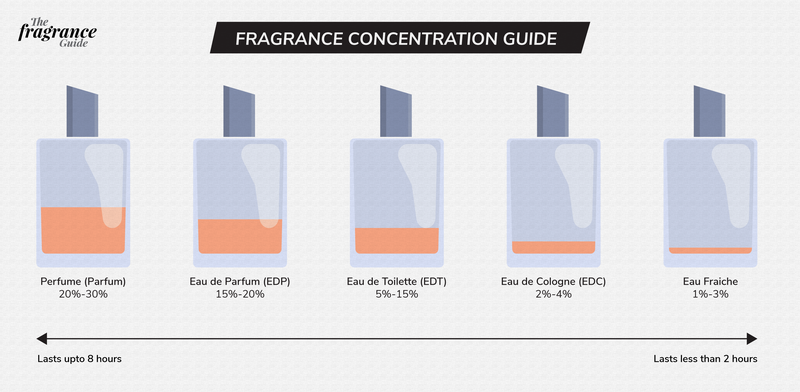 The
fragrance
Guide
FRAGRANCE CONCENTRATION GUIDE
Perfume (Parfum)
20%-30%
Eau de Parfum (EDP)
15%-20%
Eau de Toilette (EDT)
5%-15%
Eau de Cologne (EDC)
2%-4%
Eau Fraiche
1%-3%
Lasts upto 8 hours
Lasts less than 2 hours